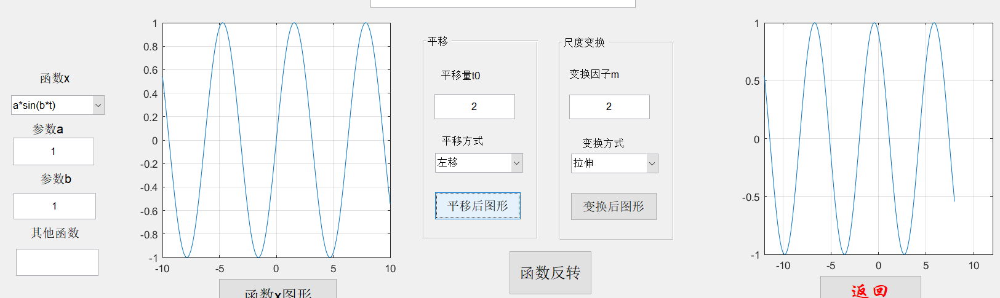 函数x
a*sin(b*t)
参数a
1
参数b
1
其他函数
1
0.8
0.6
0.4
0.2
0
-0.2
-0.4
-0.6
-0.8
-1
-10
-5
0
5
10
函数x图形
平移
平移量t0
2
平移方式
左移
平移后图形
尺度变换
变换因子m
2
变换方式
拉伸
变换后图形
函数反转
1
0.5
0
-0.5
-1
-10
-5
0
5
10
返回